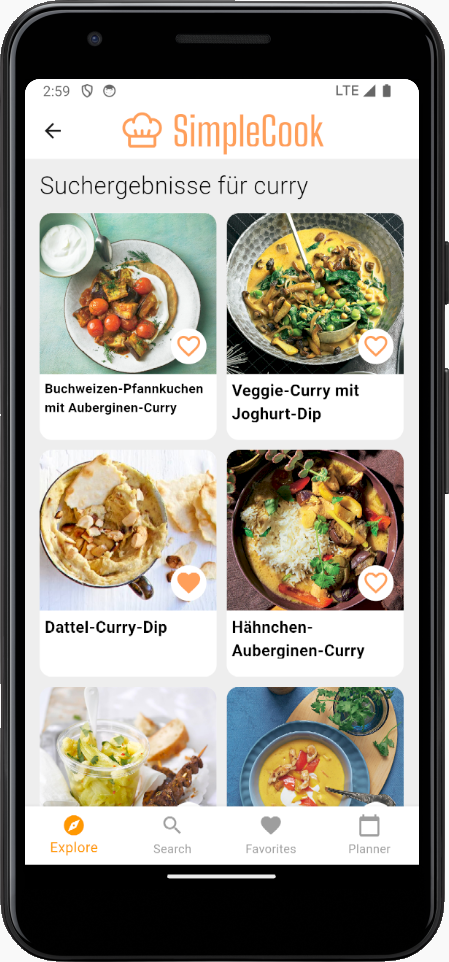 2:59 LTE
SimpleCook
Suchergebnisse für curry
Buchweizen-Pfannkuchen
mit Auberginen-Curry
Veggie-Curry mit
Joghurt-Dip
Dattel-Curry-Dip
Hähnchen-
Auberginen-Curry
Explore Search Favorites Planner